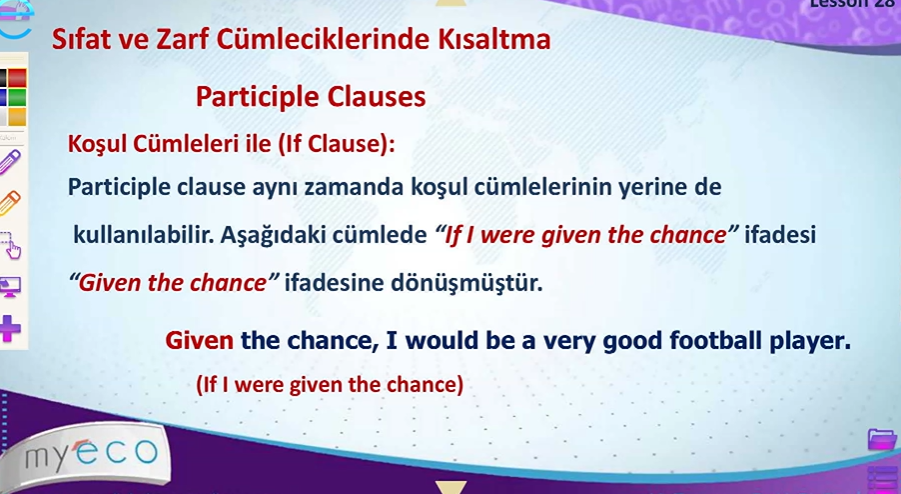 Lesson 28
Sıfat ve Zarf Cümleciklerinde Kısaltma
Participle Clauses
Koşul Cümleleri ile (If Clause):
Participle clause aynı zamanda koşul cümlelerinin yerine de
kullanılabilir. Aşağıdaki cümlede “If I were given the chance” ifadesi
“Given the chance” ifadesine dönüşmüştür.
Given the chance, I would be a very good football player.
(If I were given the chance)
myeco